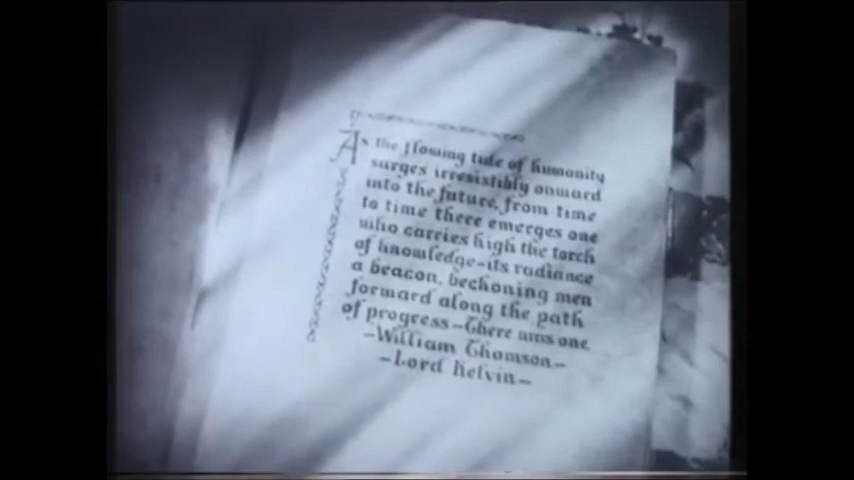 As the flowing tide of humanity
surges irresistibly onward
into the future, from time
to time there emerges one
who carries high the torch
of knowledge-its radiance
a beacon, beckoning men
forward along the path
of progress-There was one
-William Thomson-
-Lord Kelvin-